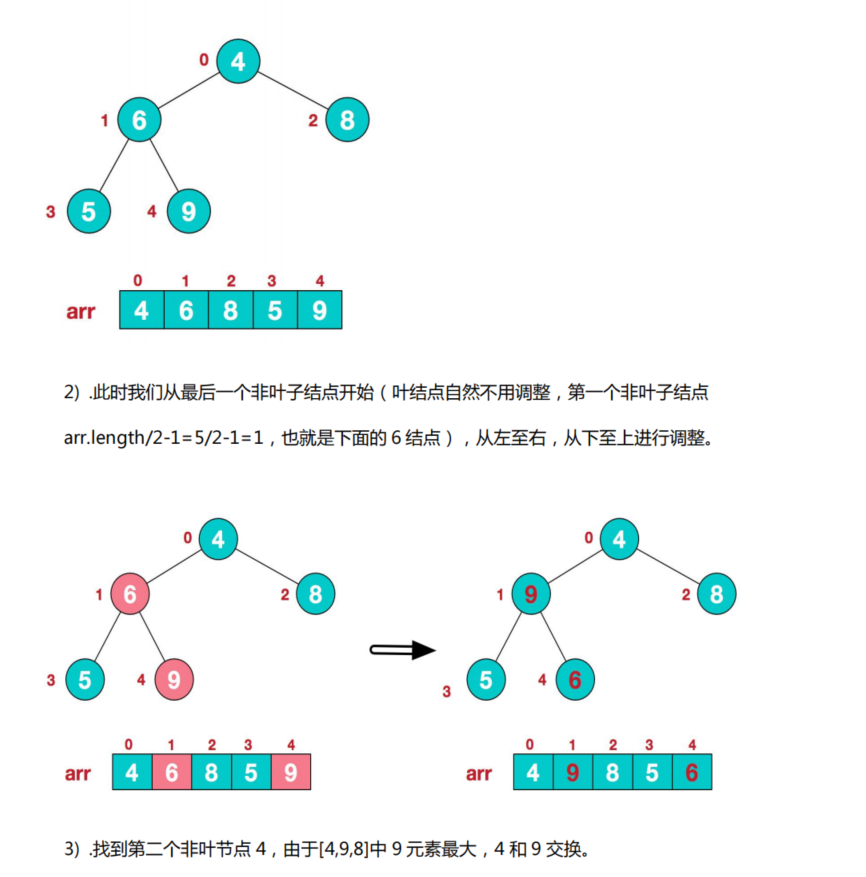 0 4
1 6 2 8
3 5 4 9
0 1 2 3 4
arr 4 6 8 5 9
2) .此时我们从最后一个非叶子结点开始（叶结点自然不用调整，第一个非叶子结点
arr.length/2-1=5/2-1=1，也就是下面的 6 结点），从左至右，从下至上进行调整。
0 4
1 6 2 8
3 5 4 9
0 1 2 3 4
arr 4 6 8 5 9
0 4
1 9 2 8
3 5 4 6
0 1 2 3 4
arr 4 9 8 5 6
3) .找到第二个非叶节点 4，由于[4,9,8]中 9 元素最大，4 和 9 交换。